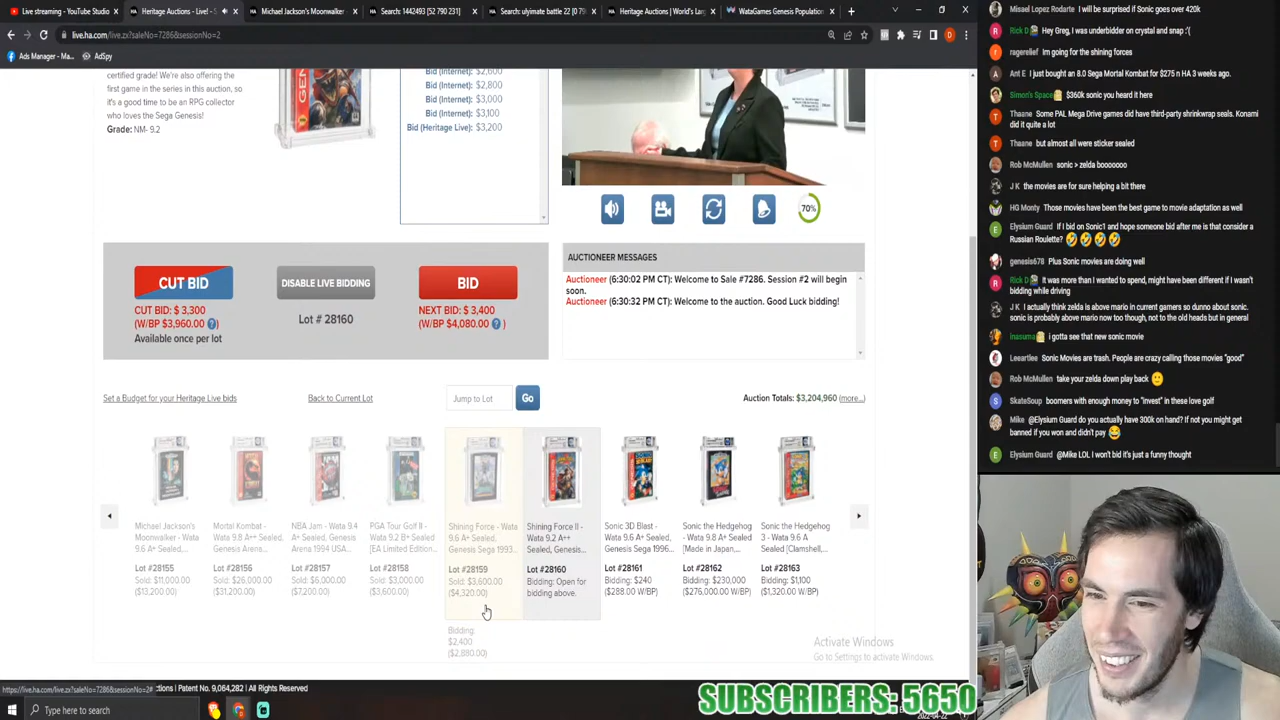 Live streaming - YouTube Studio
Heritage Auctions - Live! - S
Michael Jackson's Moonwalker
Search: 1442493 [52 790 231]
Search: ulyimate battle 22 [0 79
Heritage Auctions | World's Lar
WataGames Genesis Population
live.ha.com/live.zx?saleNo=7286&sessionNo=2
Ads Manager - Ma...
AdSpy
certified grade! We're also offering the
first game in the series in this auction, so
it's a good time to be an RPG collector
who loves the Sega Genesis!
Grade: NM- 9.2
Bid (Internet): $2,600
Bid (Internet): $2,800
Bid (Internet): $3,000
Bid (Internet): $3,100
Bid (Heritage Live): $3,200
70%
CUT BID
CUT BID: $ 3,300
(W/BP $3,960.00 ?)
Available once per lot
DISABLE LIVE BIDDING
Lot # 28160
BID
NEXT BID: $ 3,400
(W/BP $4,080.00 ?)
AUCTIONEER MESSAGES
Auctioneer (6:30:02 PM CT): Welcome to Sale #7286. Session #2 will begin
soon.
Auctioneer (6:30:32 PM CT): Welcome to the auction. Good Luck bidding!
Set a Budget for your Heritage Live bids
Back to Current Lot
Jump to Lot
Go
Auction Totals: $3,204,960 (more...)
Michael Jackson's
Moonwalker - Wata
9.6 A+ Sealed,...
Lot #28155
Sold: $11,000.00
($13,200.00)
Mortal Kombat -
Wata 9.8 A++ Sealed,
Genesis Arena...
Lot #28156
Sold: $26,000.00
($31,200.00)
NBA Jam - Wata 9.4
A+ Sealed, Genesis
Arena 1994 USA...
Lot #28157
Sold: $6,000.00
($7,200.00)
PGA Tour Golf II -
Wata 9.2 B+ Sealed
[EA Limited Edition...
Lot #28158
Sold: $3,000.00
($3,600.00)
Shining Force - Wata
9.6 A+ Sealed,
Genesis Sega 1993...
Lot #28159
Sold: $3,600.00
($4,320.00)
Bidding:
$2,400
($2,880.00)
Shining Force II -
Wata 9.2 A++
Sealed, Genesis...
Lot #28160
Bidding: Open for
bidding above.
Sonic 3D Blast -
Wata 9.6 A+ Sealed,
Genesis Sega 1996...
Lot #28161
Bidding: $240
($288.00 W/BP)
Sonic the Hedgehog
- Wata 9.8 A+ Sealed
[Made in Japan,...
Lot #28162
Bidding: $230,000
($276,000 W/BP)
Sonic the Hedgehog
3 - Wata 9.6 A
Sealed [Clamshell,...
Lot #28163
Bidding: $1,100
($1,320.00 W/BP)
Activate Windows
Go to Settings to activate Windows.
https://live.ha.com/live.zx?saleNo=7286&sessionNo=2#
ctions | Patent No. 9,064,282 | All Rights Reserved
Type here to search
Misael Lopez Rodarte I will be surprised if Sonic goes over 420k
Rick D Hey Greg, I was underbidder on crystal and snap :'(
ragerelief Im going for the shining forces
Ant E I just bought an 8.0 Sega Mortal Kombat for $275 n HA 3 weeks ago.
Simon's Space $360k sonic you heard it here
Thaane Some PAL Mega Drive games did have third-party shrinkwrap seals. Konami
did it quite a lot
Thaane but almost all were sticker sealed
Rob McMullen sonic > zelda booooooo
J K the movies are for sure helping a bit there
HG Monty Those movies have been the best game to movie adaptation as well
Elysium Guard If I bid on Sonic1 and hope someone bid after me is that consider a
Russian Roulette? 🤣🤣🤣🤣
genesis678 Plus Sonic movies are doing well
Rick D It was more than I wanted to spend, might have been different if I wasn't
bidding while driving
J K I actually think zelda is above mario in current gamers so dunno about sonic.
sonic is probably above mario now too though, not to the old heads but in general
Inasuma i gotta see that new sonic movie
Leeartlee Sonic Movies are trash. People are crazy calling those movies "good"
Rob McMullen take your zelda down play back 🙂
SkateSoup boomers with enough money to "invest" in these love golf
Mike @Elysium Guard do you actually have 300k on hand? If not you might get
banned if you won and didn't pay 😂
Elysium Guard @Mike LOL I won't bid it's just a funny thought
SUBSCRIBERS: 5650